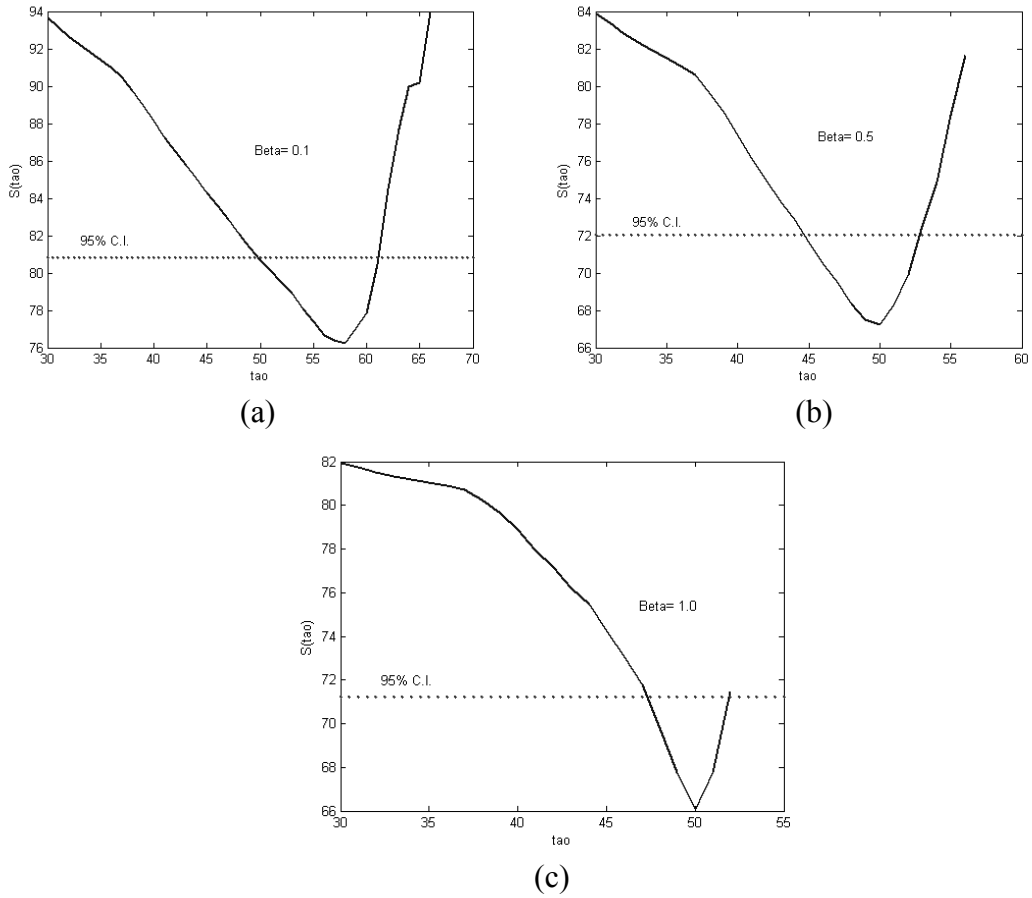 94
92
90
88
86
84
82
80
78
76
S(tao)
Beta= 0.1
95% C.I.
30 35 40 45 50 55 60 65 70
tao
(a)
84
82
80
78
76
74
72
70
68
66
S(tao)
Beta= 0.5
95% C.I.
30 35 40 45 50 55 60
tao
(b)
82
80
78
76
74
72
70
68
66
S(tao)
Beta= 1.0
95% C.I.
30 35 40 45 50 55
tao
(c)